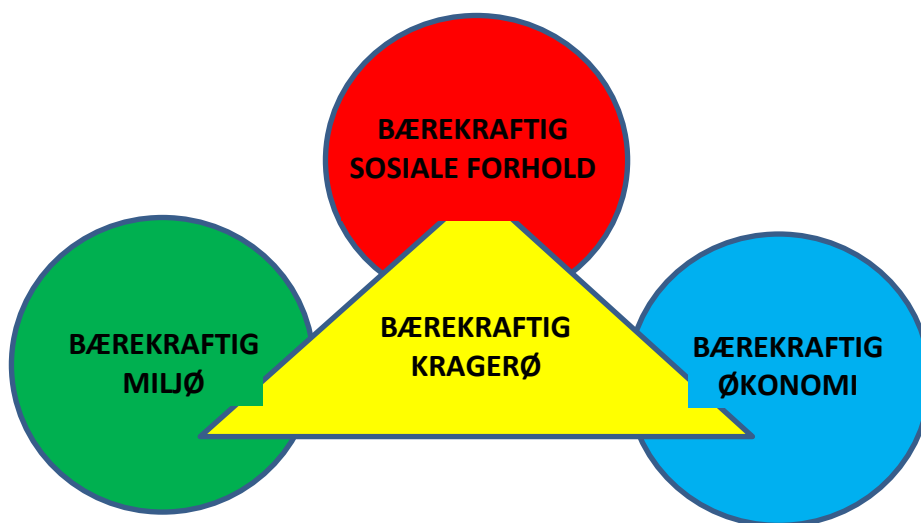 BÆREKRAFTIG
SOSIALE FORHOLD
BÆREKRAFTIG
MILJØ
BÆREKRAFTIG
KRAGERØ
BÆREKRAFTIG
ØKONOMI